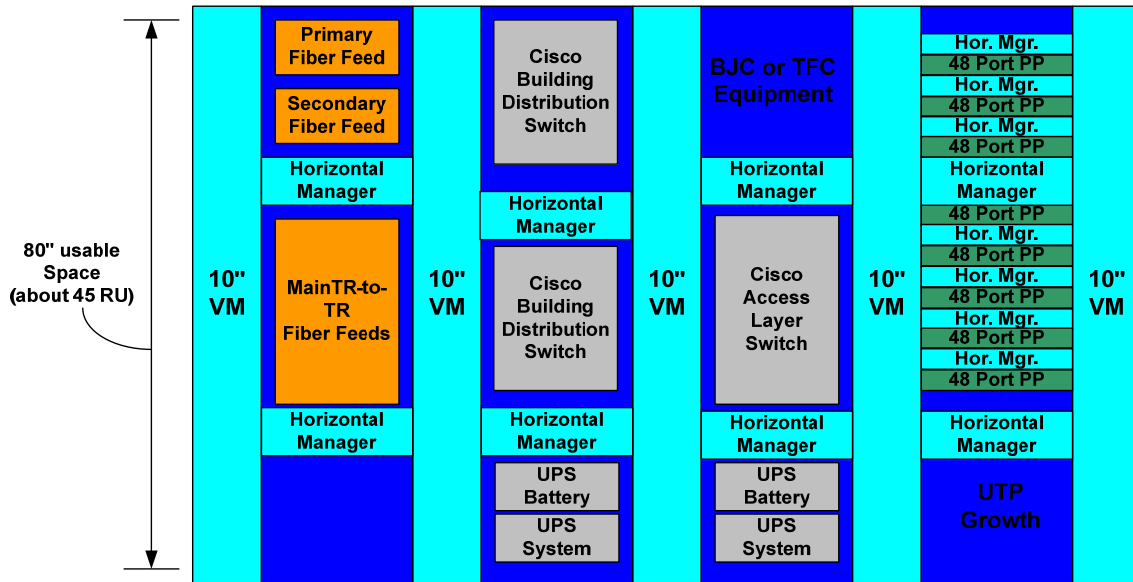 80" usable
Space
(about 45 RU)
10"
VM
Primary
Fiber Feed
Secondary
Fiber Feed
Horizontal
Manager
MainTR-to-
TR
Fiber Feeds
Horizontal
Manager
10"
VM
Cisco
Building
Distribution
Switch
Horizontal
Manager
Cisco
Building
Distribution
Switch
Horizontal
Manager
UPS
Battery
UPS
System
10"
VM
BJC or TFC
Equipment
Horizontal
Manager
Cisco
Access
Layer
Switch
Horizontal
Manager
UPS
Battery
UPS
System
10"
VM
Hor. Mgr.
48 Port PP
Hor. Mgr.
48 Port PP
Hor. Mgr.
48 Port PP
Horizontal
Manager
48 Port PP
Hor. Mgr.
48 Port PP
Hor. Mgr.
48 Port PP
Hor. Mgr.
48 Port PP
Hor. Mgr.
48 Port PP
Horizontal
Manager
UTP
Growth
10"
VM